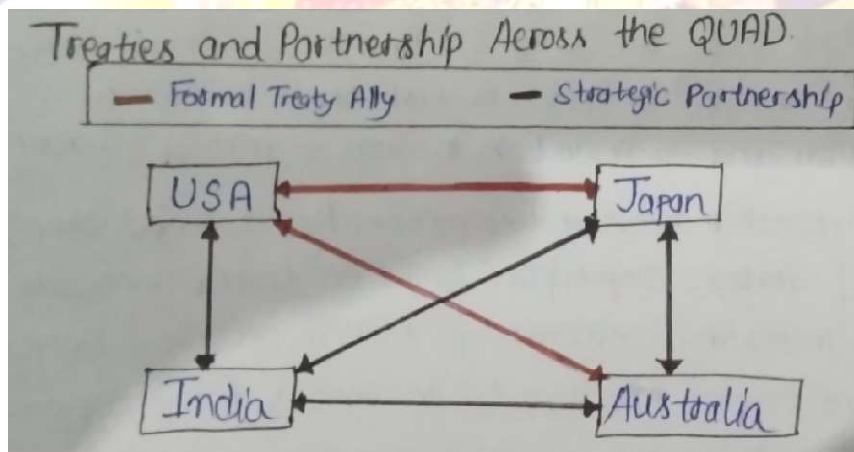 Treaties and Partnership Across the QUAD.
Formal Treaty Ally Strategic Partnership
USA Japan
India Australia